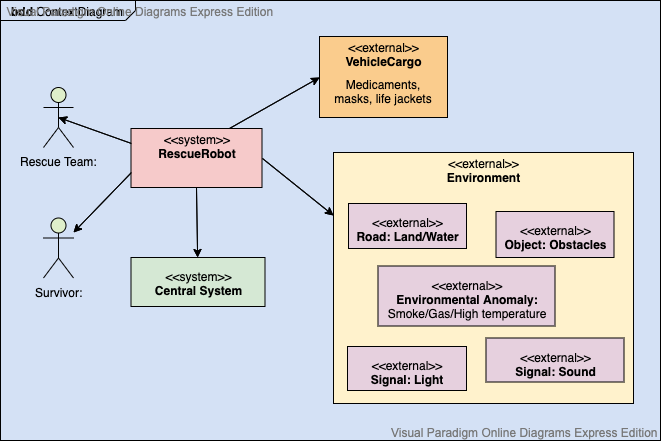 bdd Context Diagram
Visual Paradigm Online Diagrams Express Edition
<<external>>
VehicleCargo
Medicaments,
masks, life jackets
Rescue Team:
<<system>>
RescueRobot
Survivor:
<<system>>
Central System
<<external>>
Environment
<<external>>
Road: Land/Water
<<external>>
Object: Obstacles
<<external>>
Environmental Anomaly:
Smoke/Gas/High temperature
<<external>>
Signal: Light
<<external>>
Signal: Sound
Visual Paradigm Online Diagrams Express Edition